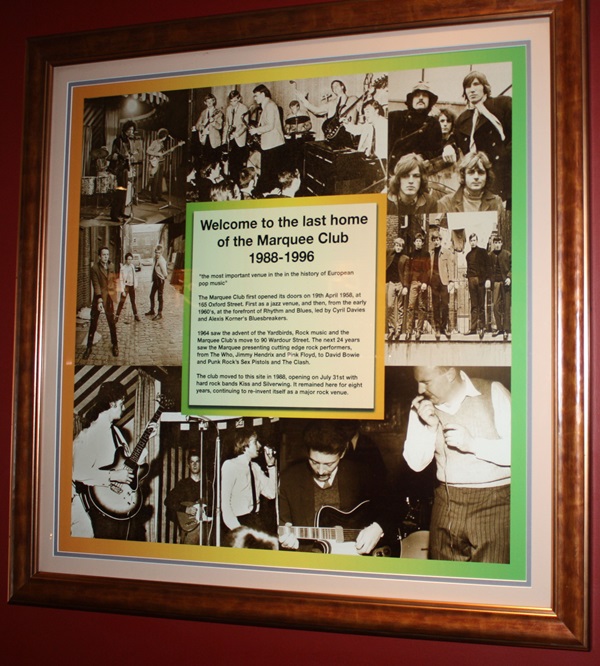 Welcome to the last home
of the Marquee Club
1988-1996
"the most important venue in the in the history of European
pop music"
The Marquee Club first opened its doors on 19th April 1958, at
165 Oxford Street. First as a jazz venue, and then, from the early
1960's, at the forefront of Rhythm and Blues, led by Cyril Davies
and Alexis Korner's Bluesbreakers.
1964 saw the advent of the Yardbirds, Rock music and the
Marquee Club's move to 90 Wardour Street. The next 24 years
saw the Marquee presenting cutting edge rock performers,
from The Who, Jimmy Hendrix and Pink Floyd, to David Bowie
and Punk Rock's Sex Pistols and The Clash.
The club moved to this site in 1988, opening on July 31st with
hard rock bands Kiss and Silverwing. It remained here for eight
years, continuing to re-invent itself as a major rock venue.